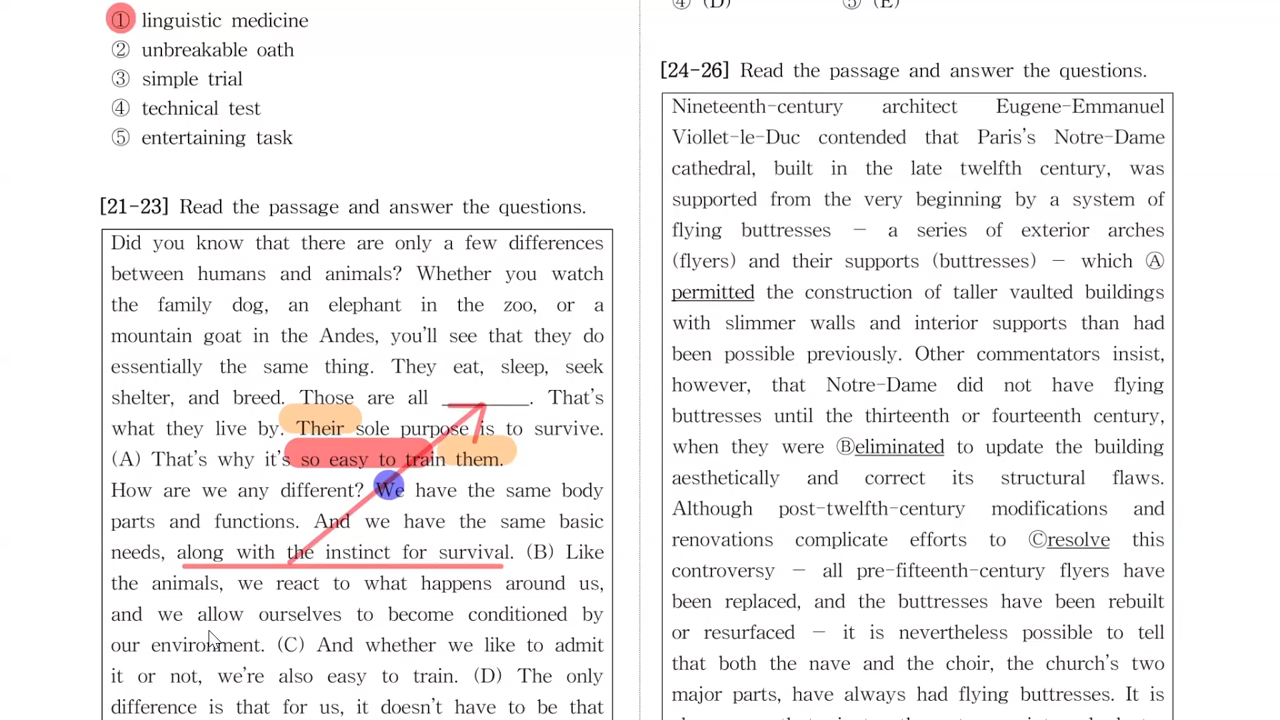 ① linguistic medicine
② unbreakable oath
③ simple trial
④ technical test
⑤ entertaining task
[21-23] Read the passage and answer the questions.
Did you know that there are only a few differences
between humans and animals? Whether you watch
the family dog, an elephant in the zoo, or a
mountain goat in the Andes, you'll see that they do
essentially the same thing. They eat, sleep, seek
shelter, and breed. Those are all ________. That's
what they live by. Their sole purpose is to survive.
(A) That's why it's so easy to train them.
How are we any different? We have the same body
parts and functions. And we have the same basic
needs, along with the instinct for survival. (B) Like
the animals, we react to what happens around us,
and we allow ourselves to become conditioned by
our environment. (C) And whether we like to admit
it or not, we're also easy to train. (D) The only
difference is that for us, it doesn't have to be that
④ (D) ⑤ (E)
[24-26] Read the passage and answer the questions.
Nineteenth-century architect Eugene-Emmanuel
Viollet-le-Duc contended that Paris's Notre-Dame
cathedral, built in the late twelfth century, was
supported from the very beginning by a system of
flying buttresses - a series of exterior arches
(flyers) and their supports (buttresses) - which Ⓐ
permitted the construction of taller vaulted buildings
with slimmer walls and interior supports than had
been possible previously. Other commentators insist,
however, that Notre-Dame did not have flying
buttresses until the thirteenth or fourteenth century,
when they were Ⓑeliminated to update the building
aesthetically and correct its structural flaws.
Although post-twelfth-century modifications and
renovations complicate efforts to Ⓒresolve this
controversy - all pre-fifteenth-century flyers have
been replaced, and the buttresses have been rebuilt
or resurfaced - it is nevertheless possible to tell
that both the nave and the choir, the church's two
major parts, have always had flying buttresses. It is